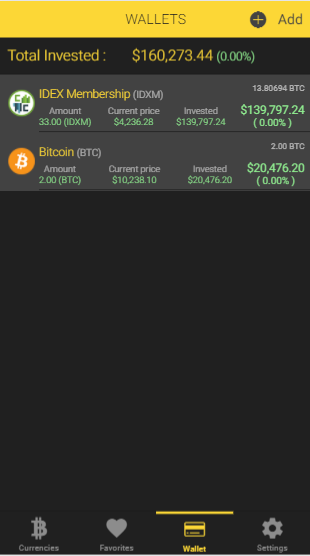 WALLETS
Add
Total Invested : $160,273.44 (0.00%)
IDEX Membership (IDXM) 13.80694 BTC
Amount Current price Invested $139,797.24
33.00 (IDXM) $4,236.28 $139,797.24 ( 0.00% )
Bitcoin (BTC) 2.00 BTC
Amount Current price Invested $20,476.20
2.00 (BTC) $10,238.10 $20,476.20 ( 0.00% )
Currencies Favorites Wallet Settings